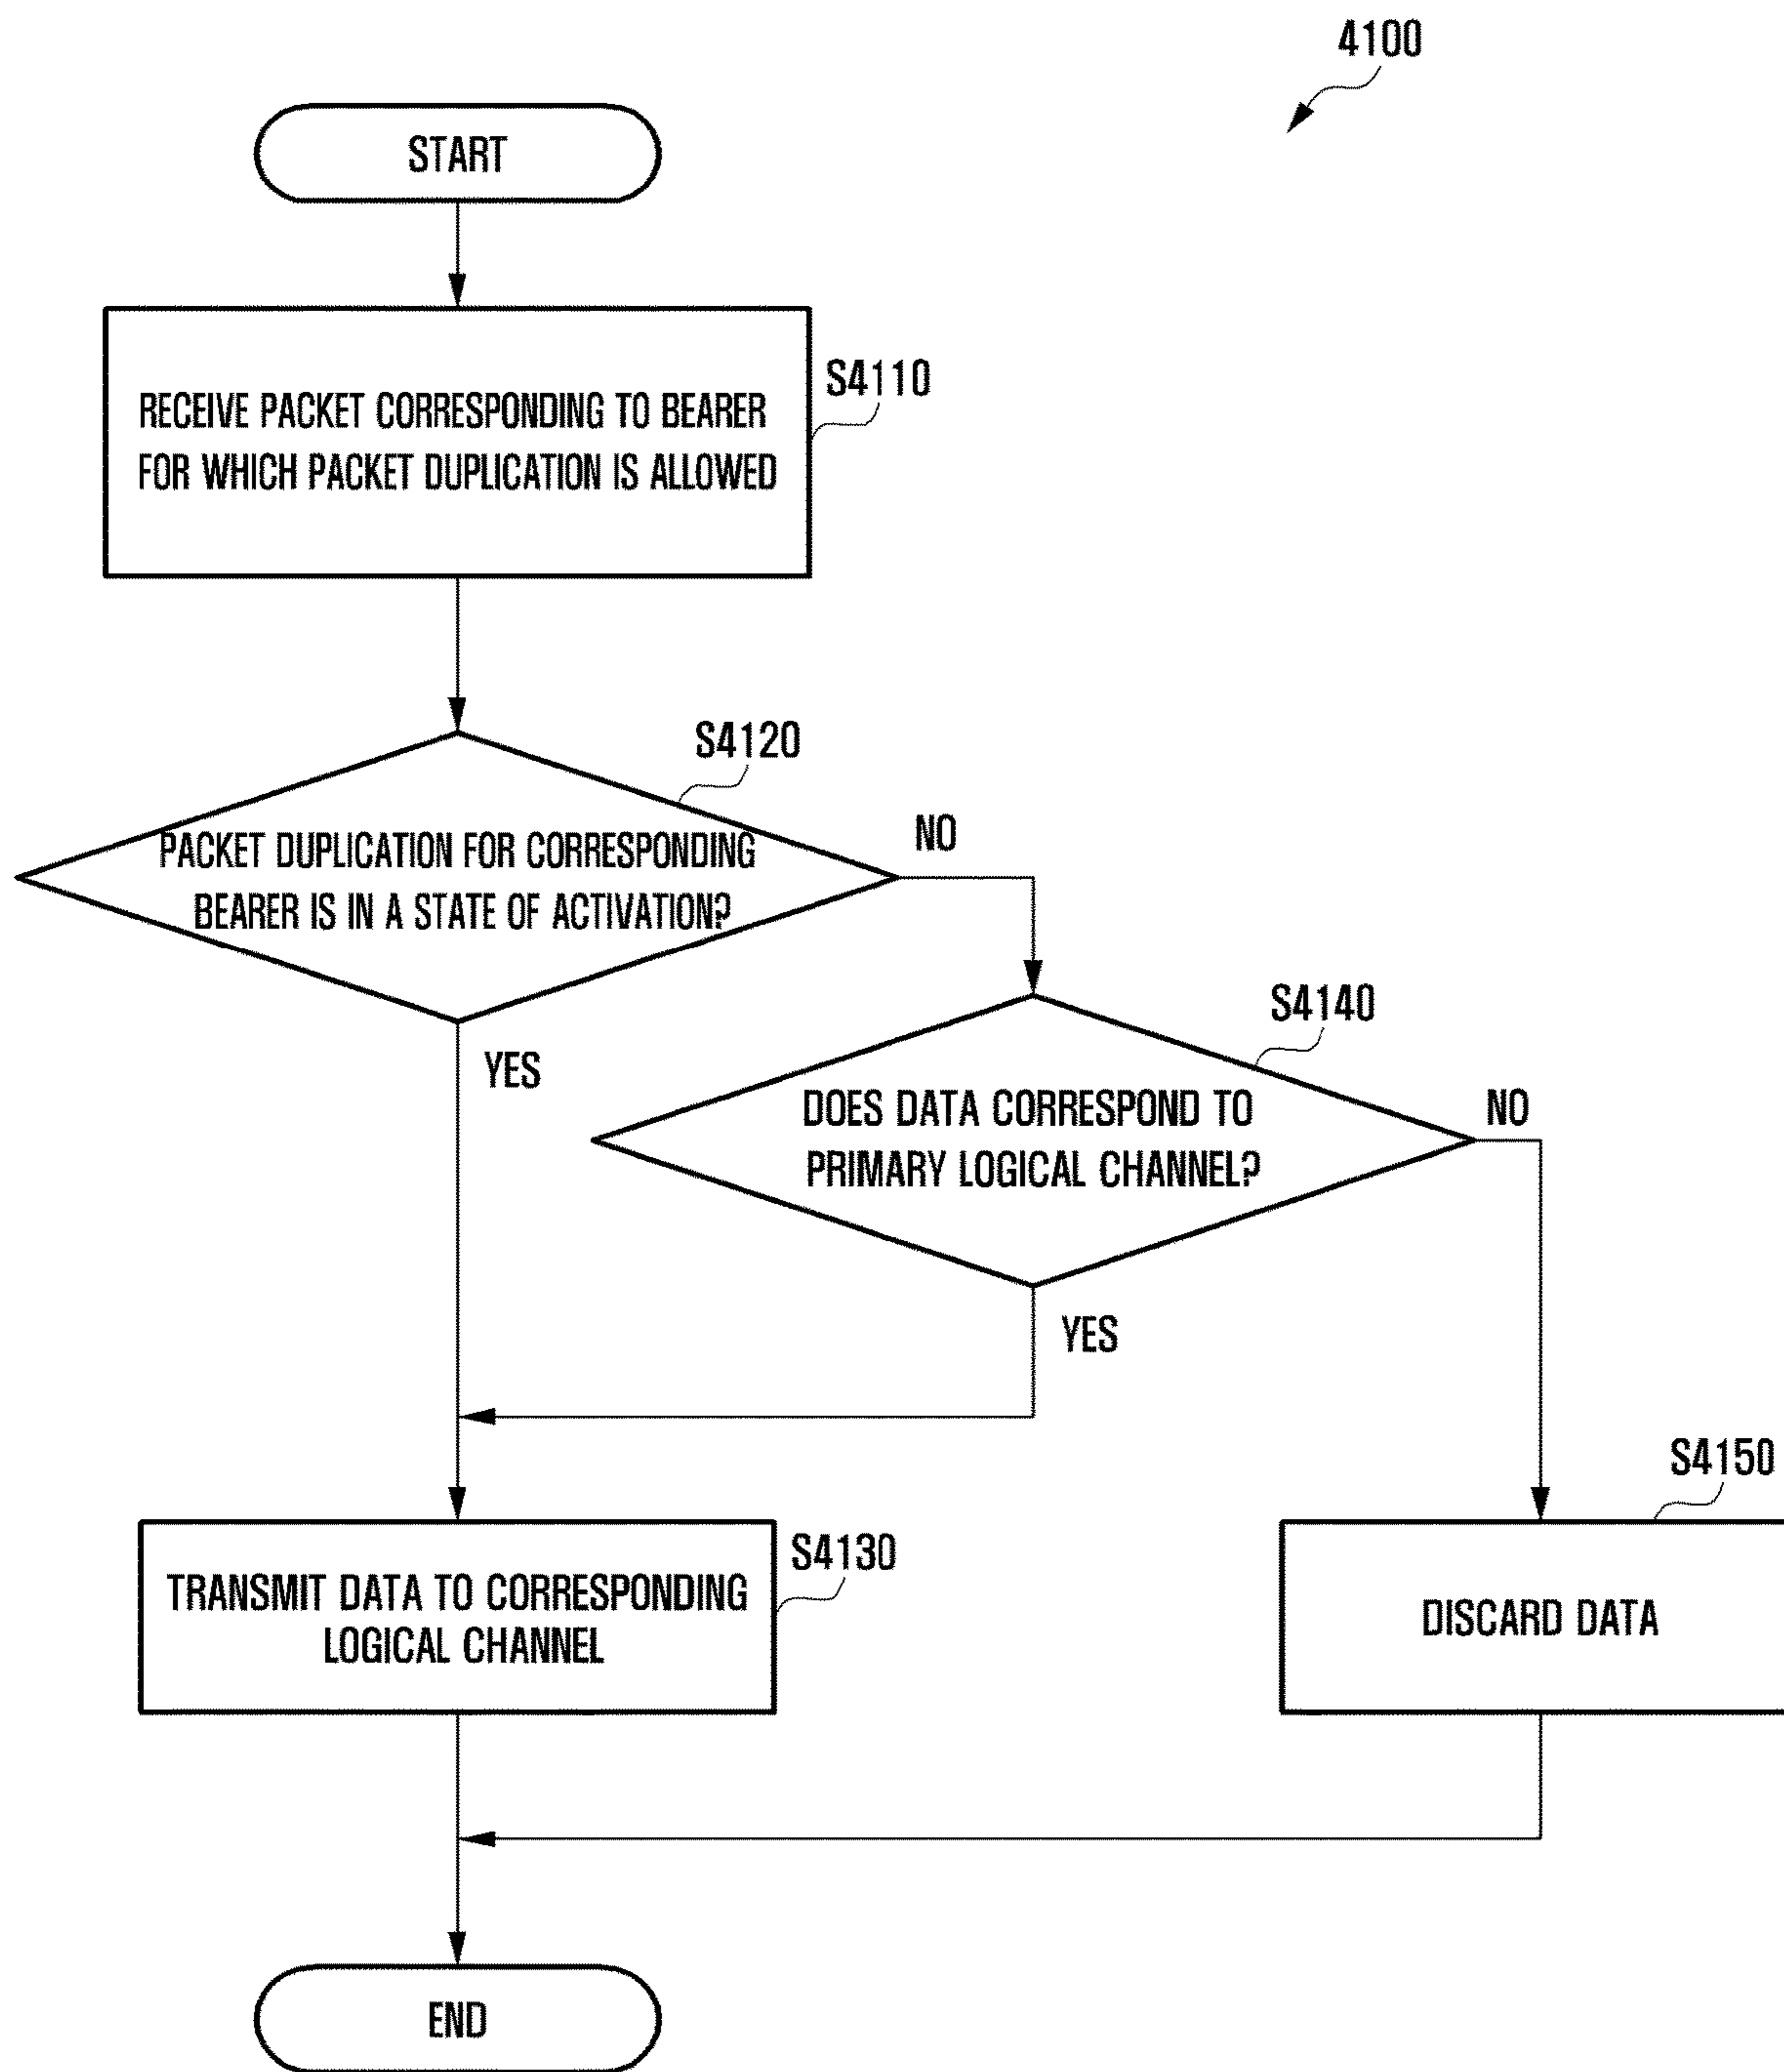 4100
START
S4110
RECEIVE PACKET CORRESPONDING TO BEARER
FOR WHICH PACKET DUPLICATION IS ALLOWED
S4120
PACKET DUPLICATION FOR CORRESPONDING
BEARER IS IN A STATE OF ACTIVATION?
NO
YES
S4140
DOES DATA CORRESPOND TO
PRIMARY LOGICAL CHANNEL?
NO
YES
S4130
TRANSMIT DATA TO CORRESPONDING
LOGICAL CHANNEL
S4150
DISCARD DATA
END